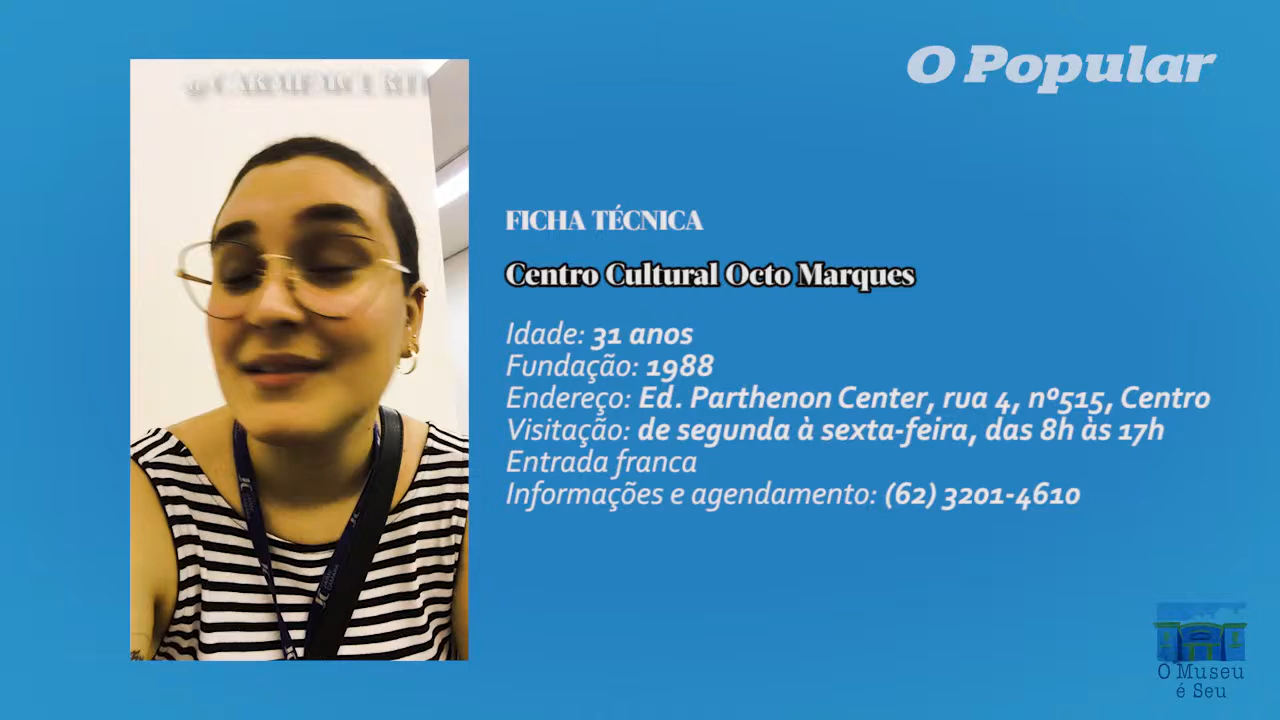 O Popular
FICHA TÉCNICA
Centro Cultural Octo Marques
Idade: 31 anos
Fundação: 1988
Endereço: Ed. Parthenon Center, rua 4, nº515, Centro
Visitação: de segunda à sexta-feira, das 8h às 17h
Entrada franca
Informações e agendamento: (62) 3201-4610
O Museu
é Seu